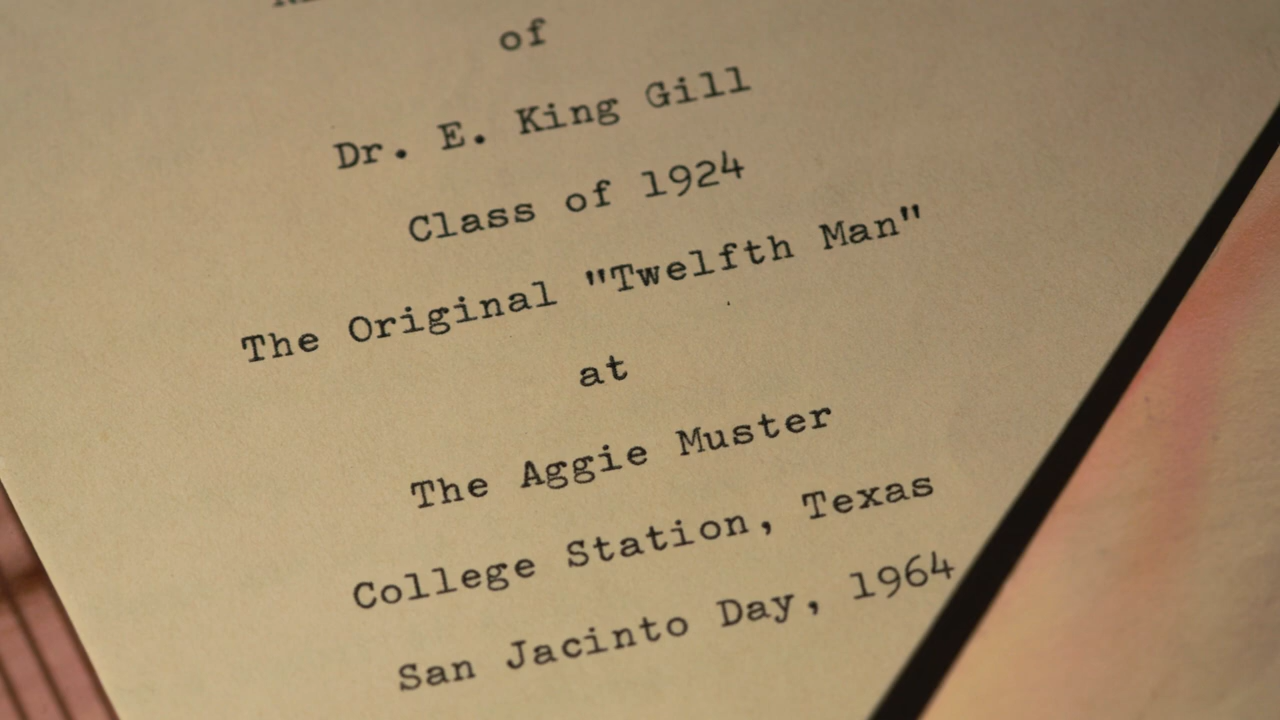 of
Dr. E. King Gill
Class of 1924
The Original "Twelfth Man"
at
The Aggie Muster
College Station, Texas
San Jacinto Day, 1964